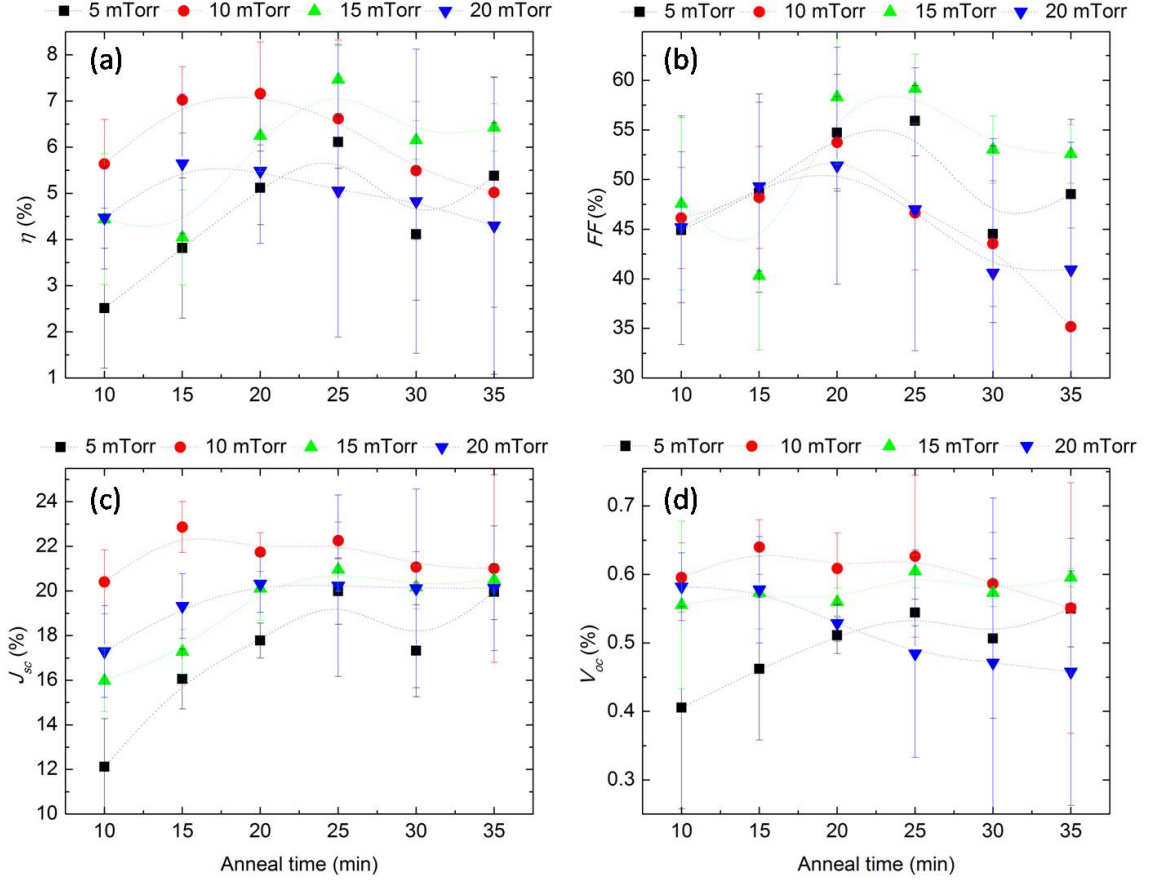 5 mTorr 10 mTorr 15 mTorr 20 mTorr
(a)
η (%)
8
7
6
5
4
3
2
1
10 15 20 25 30 35
5 mTorr 10 mTorr 15 mTorr 20 mTorr
(b)
FF (%)
60
55
50
45
40
35
30
10 15 20 25 30 35
5 mTorr 10 mTorr 15 mTorr 20 mTorr
(c)
Jsc (%)
24
22
20
18
16
14
12
10
10 15 20 25 30 35
Anneal time (min)
5 mTorr 10 mTorr 15 mTorr 20 mTorr
(d)
Voc (%)
0.7
0.6
0.5
0.4
0.3
10 15 20 25 30 35
Anneal time (min)